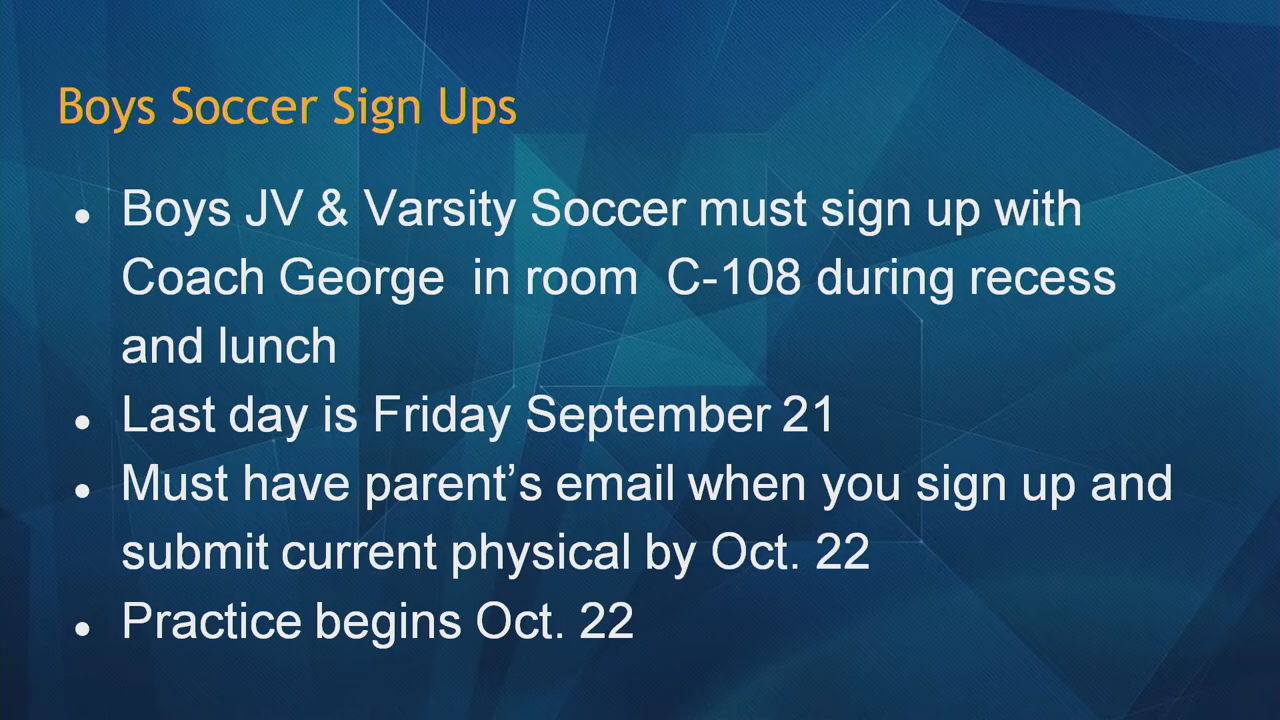 Boys Soccer Sign Ups
● Boys JV & Varsity Soccer must sign up with
Coach George in room C-108 during recess
and lunch
● Last day is Friday September 21
● Must have parent’s email when you sign up and
submit current physical by Oct. 22
● Practice begins Oct. 22